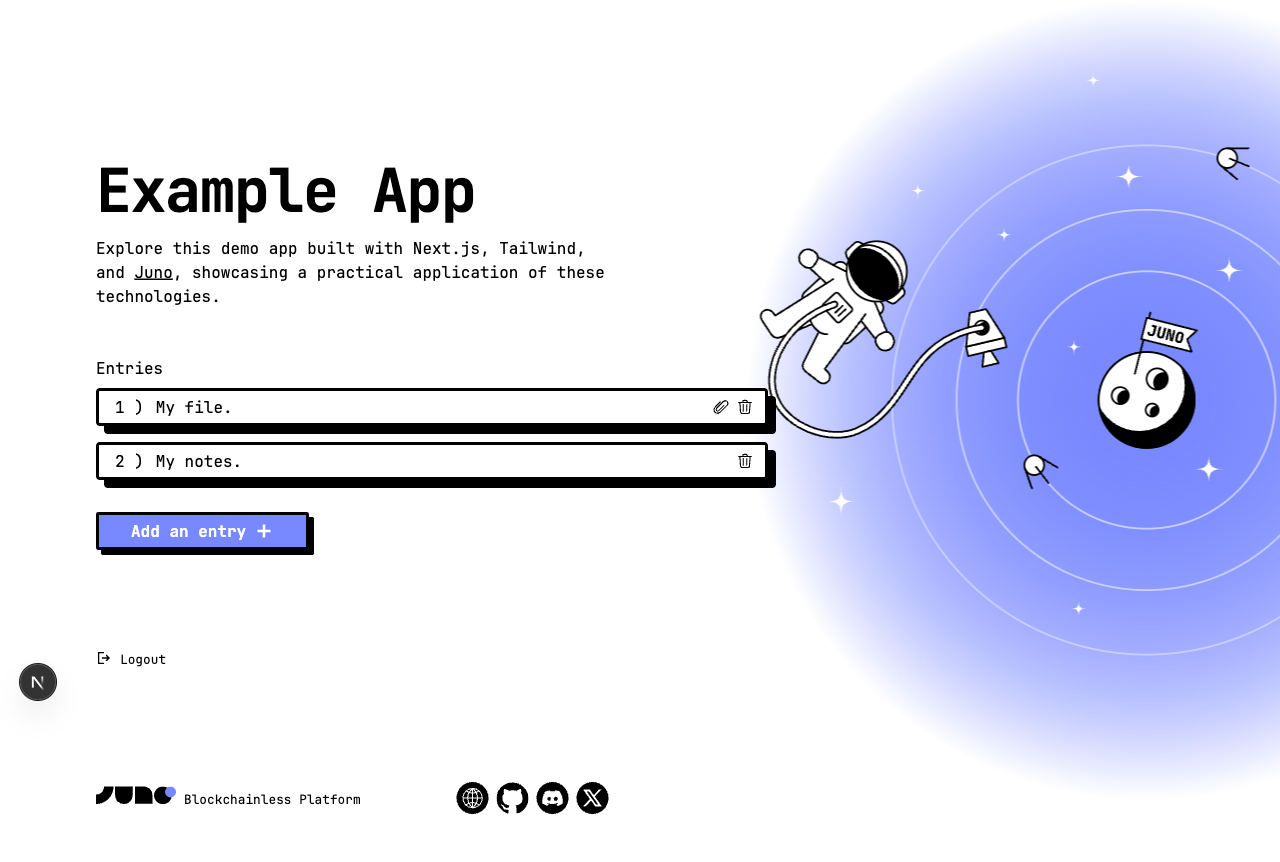 Example App
Explore this demo app built with Next.js, Tailwind,
and Juno, showcasing a practical application of these
technologies.
JUNO
Entries
1 ) My file.
2 ) My notes.
Add an entry
Logout
N
JUNO Blockchainless Platform